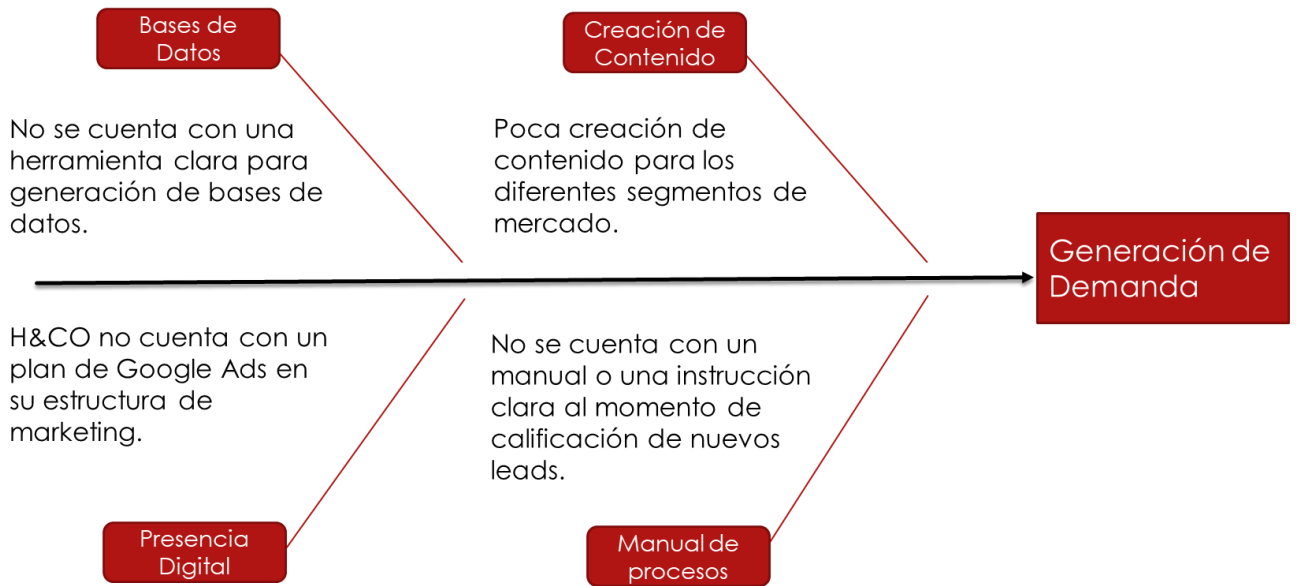 Bases de
Datos
Creación de
Contenido
No se cuenta con una
herramienta clara para
generación de bases de
datos.
Poca creación de
contenido para los
diferentes segmentos de
mercado.
Generación de
Demanda
H&CO no cuenta con un
plan de Google Ads en
su estructura de
marketing.
No se cuenta con un
manual o una instrucción
clara al momento de
calificación de nuevos
leads.
Presencia
Digital
Manual de
procesos